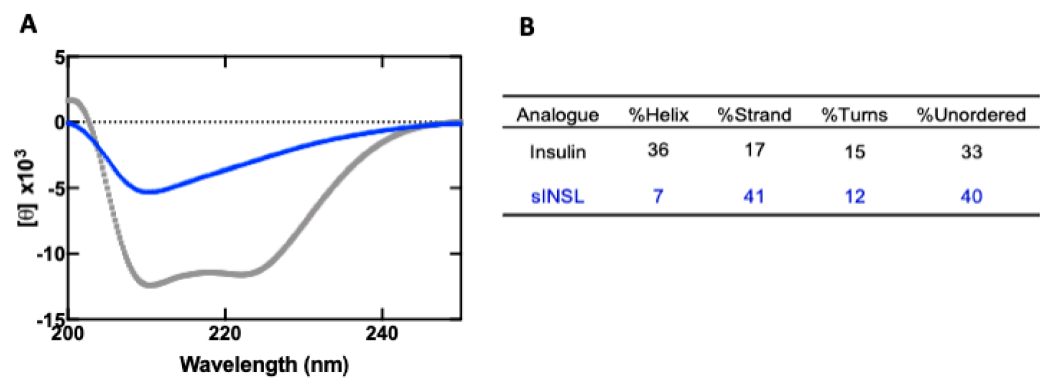 A
B
5
0
-5
-10
-15
[θ] x10³
200
220
240
Wavelength (nm)
Analogue %Helix %Strand %Turns %Unordered
Insulin 36 17 15 33
sINSL 7 41 12 40